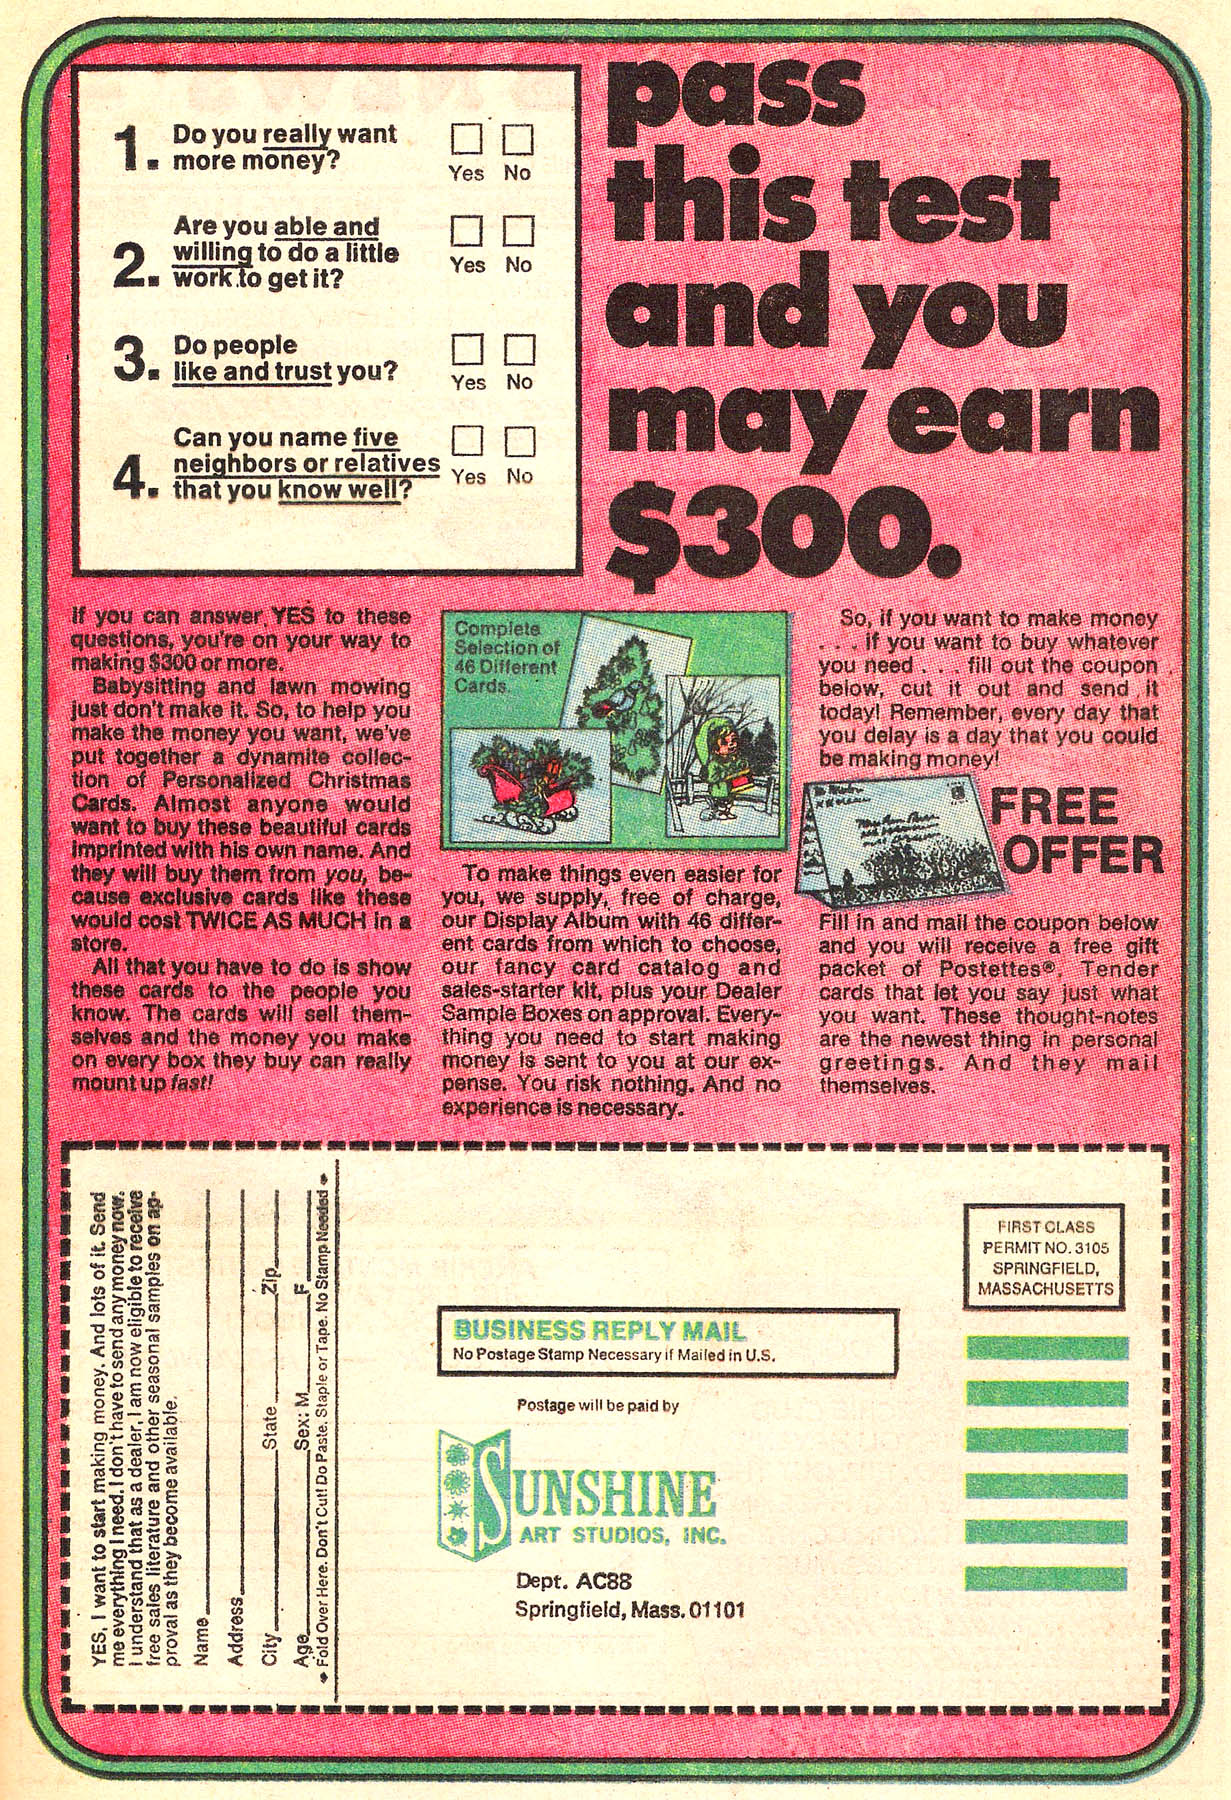 pass
this test
and you
may earn
$300.
1. Do you really want
more money?
Yes No
2. Are you able and
willing to do a little
work to get it?
Yes No
3. Do people
like and trust you?
Yes No
4. Can you name five
neighbors or relatives
that you know well?
Yes No
If you can answer YES to these
questions, you're on your way to
making $300 or more.
Babysitting and lawn mowing
just don't make it. So, to help you
make the money you want, we've
put together a dynamite collec-
tion of Personalized Christmas
Cards. Almost anyone would
want to buy these beautiful cards
imprinted with his own name. And
they will buy them from you, be-
cause exclusive cards like these
would cost TWICE AS MUCH in a
store.
All that you have to do is show
these cards to the people you
know. The cards will sell them-
selves and the money you make
on every box they buy can really
mount up fast!
Complete
Selection of
46 Different
Cards.
To make things even easier for
you, we supply, free of charge,
our Display Album with 46 differ-
ent cards from which to choose,
our fancy card catalog and
sales-starter kit, plus your Dealer
Sample Boxes on approval. Every-
thing you need to start making
money is sent to you at our ex-
pense. You risk nothing. And no
experience is necessary.
So, if you want to make money
. . . if you want to buy whatever
you need . . . fill out the coupon
below, cut it out and send it
today! Remember, every day that
you delay is a day that you could
be making money!
FREE
OFFER
Fill in and mail the coupon below
and you will receive a free gift
packet of Postettes®. Tender
cards that let you say just what
you want. These thought-notes
are the newest thing in personal
greetings. And they mail
themselves.
YES, I want to start making money. And lots of it. Send
me everything I need. I don't have to send any money now.
I understand that as a dealer, I am now eligible to receive
free sales literature and other seasonal samples on ap-
proval as they become available.
Name
Address
City State Zip
Age Sex: M F
Fold Over Here. Don't Cut! Do Paste, Staple or Tape. No Stamp Needed
FIRST CLASS
PERMIT NO. 3105
SPRINGFIELD,
MASSACHUSETTS
BUSINESS REPLY MAIL
No Postage Stamp Necessary if Mailed in U.S.
Postage will be paid by
SUNSHINE
ART STUDIOS, INC.
Dept. AC88
Springfield, Mass. 01101